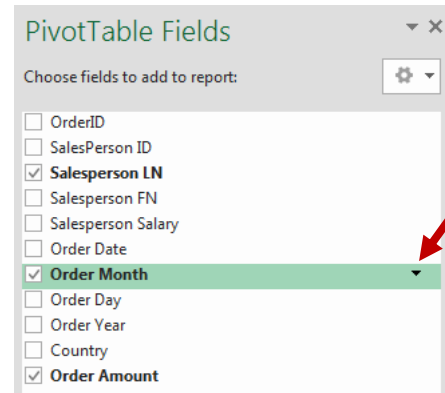 PivotTable Fields
Choose fields to add to report:
OrderID
SalesPerson ID
Salesperson LN
Salesperson FN
Salesperson Salary
Order Date
Order Month
Order Day
Order Year
Country
Order Amount